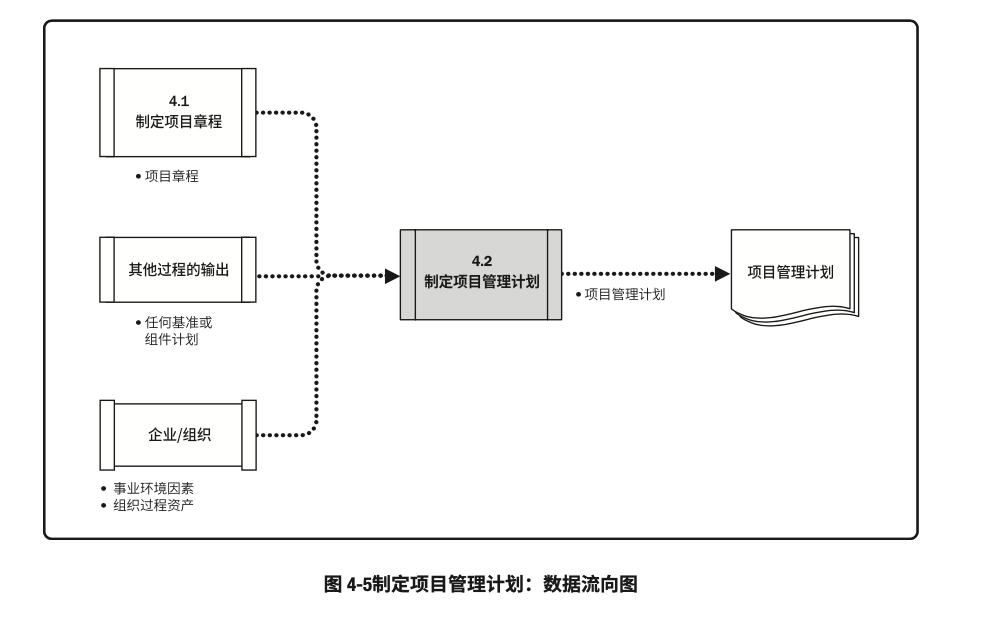 4.1
制定项目章程
• 项目章程
其他过程的输出
• 任何基准或
组件计划
企业/组织
• 事业环境因素
• 组织过程资产
4.2
制定项目管理计划
• 项目管理计划
项目管理计划
图 4-5制定项目管理计划：数据流向图